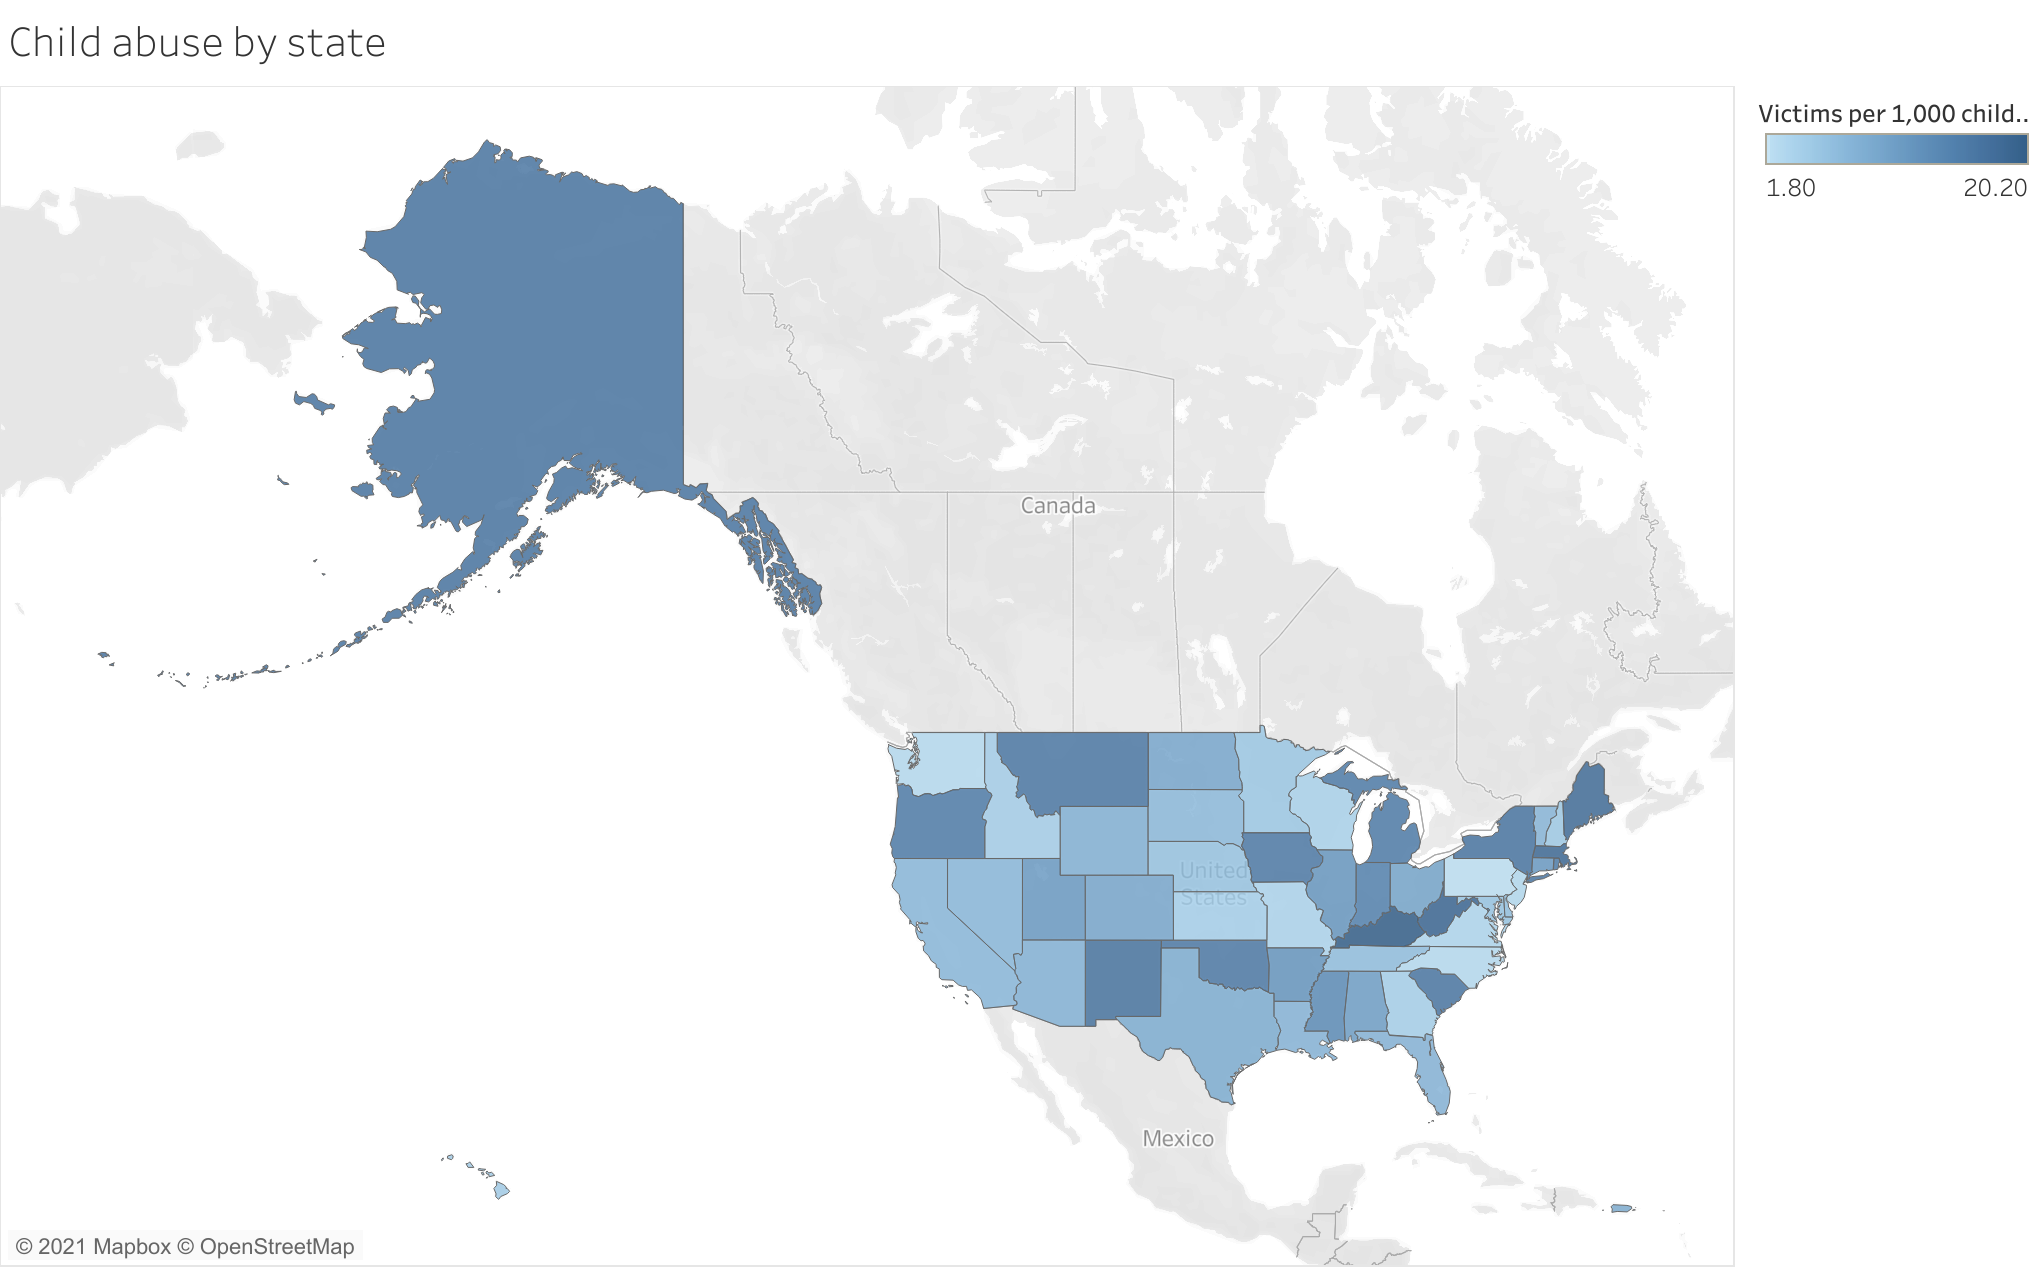 Child abuse by state
Victims per 1,000 child..
1.80 20.20
Canada
United
States
Mexico
© 2021 Mapbox © OpenStreetMap